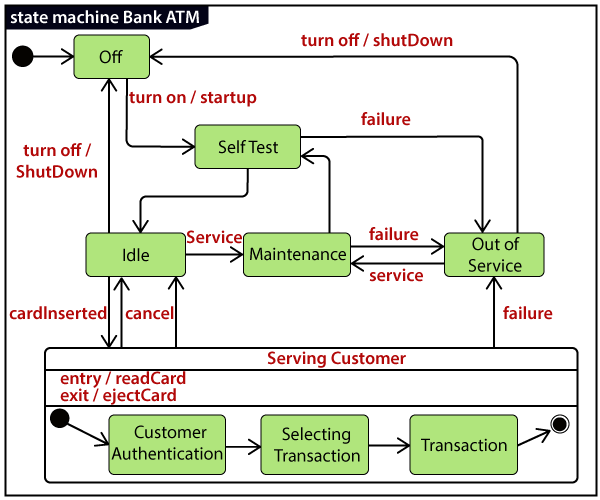 state machine Bank ATM
turn off / shutDown
Off
turn on / startup
failure
Self Test
turn off /
ShutDown
Idle
Service
Maintenance
failure
service
Out of
Service
cardInserted
cancel
failure
Serving Customer
entry / readCard
exit / ejectCard
Customer
Authentication
Selecting
Transaction
Transaction